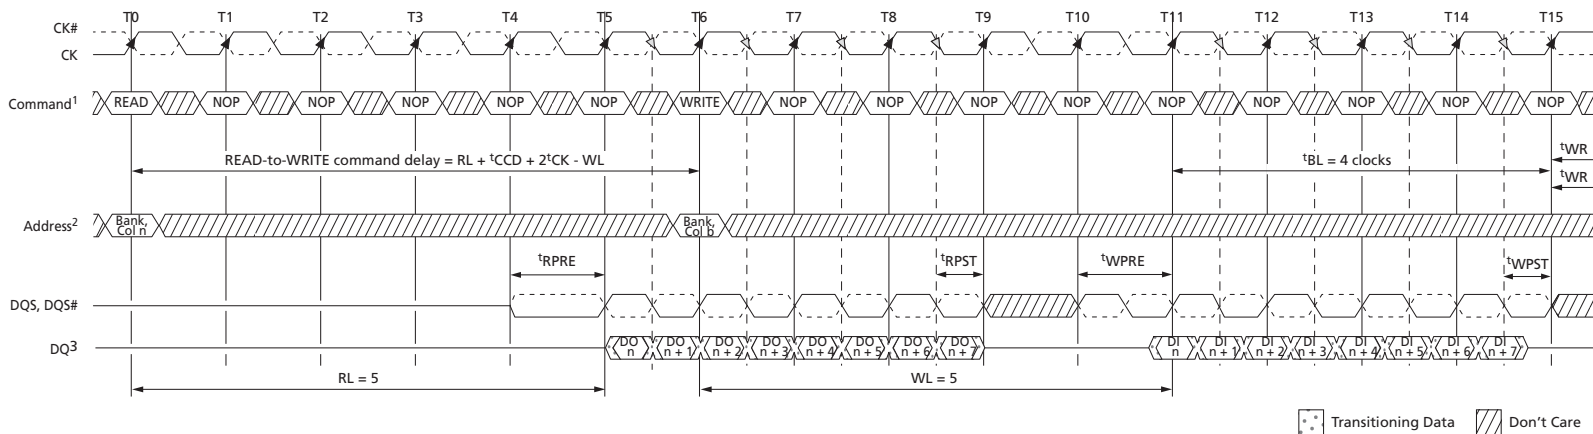 T0 T1 T2 T3 T4 T5 T6 T7 T8 T9 T10 T11 T12 T13 T14 T15
CK#
CK
Command1 READ NOP NOP NOP NOP NOP WRITE NOP NOP NOP NOP NOP NOP NOP NOP NOP
READ-to-WRITE command delay = RL + tCCD + 2tCK - WL
tBL = 4 clocks
tWR
tWR
Address2
Bank,
Col n
Bank,
Col b
tRPRE tRPST tWPRE tWPST
DQS, DQS#
DQ3
DO DO DO DO DO DO DO DO DI DI DI DI DI DI DI DI
n n + 1 n + 2 n + 3 n + 4 n + 5 n + 6 n + 7 n n + 1 n + 2 n + 3 n + 4 n + 5 n + 6 n + 7
RL = 5 WL = 5
Transitioning Data Don't Care